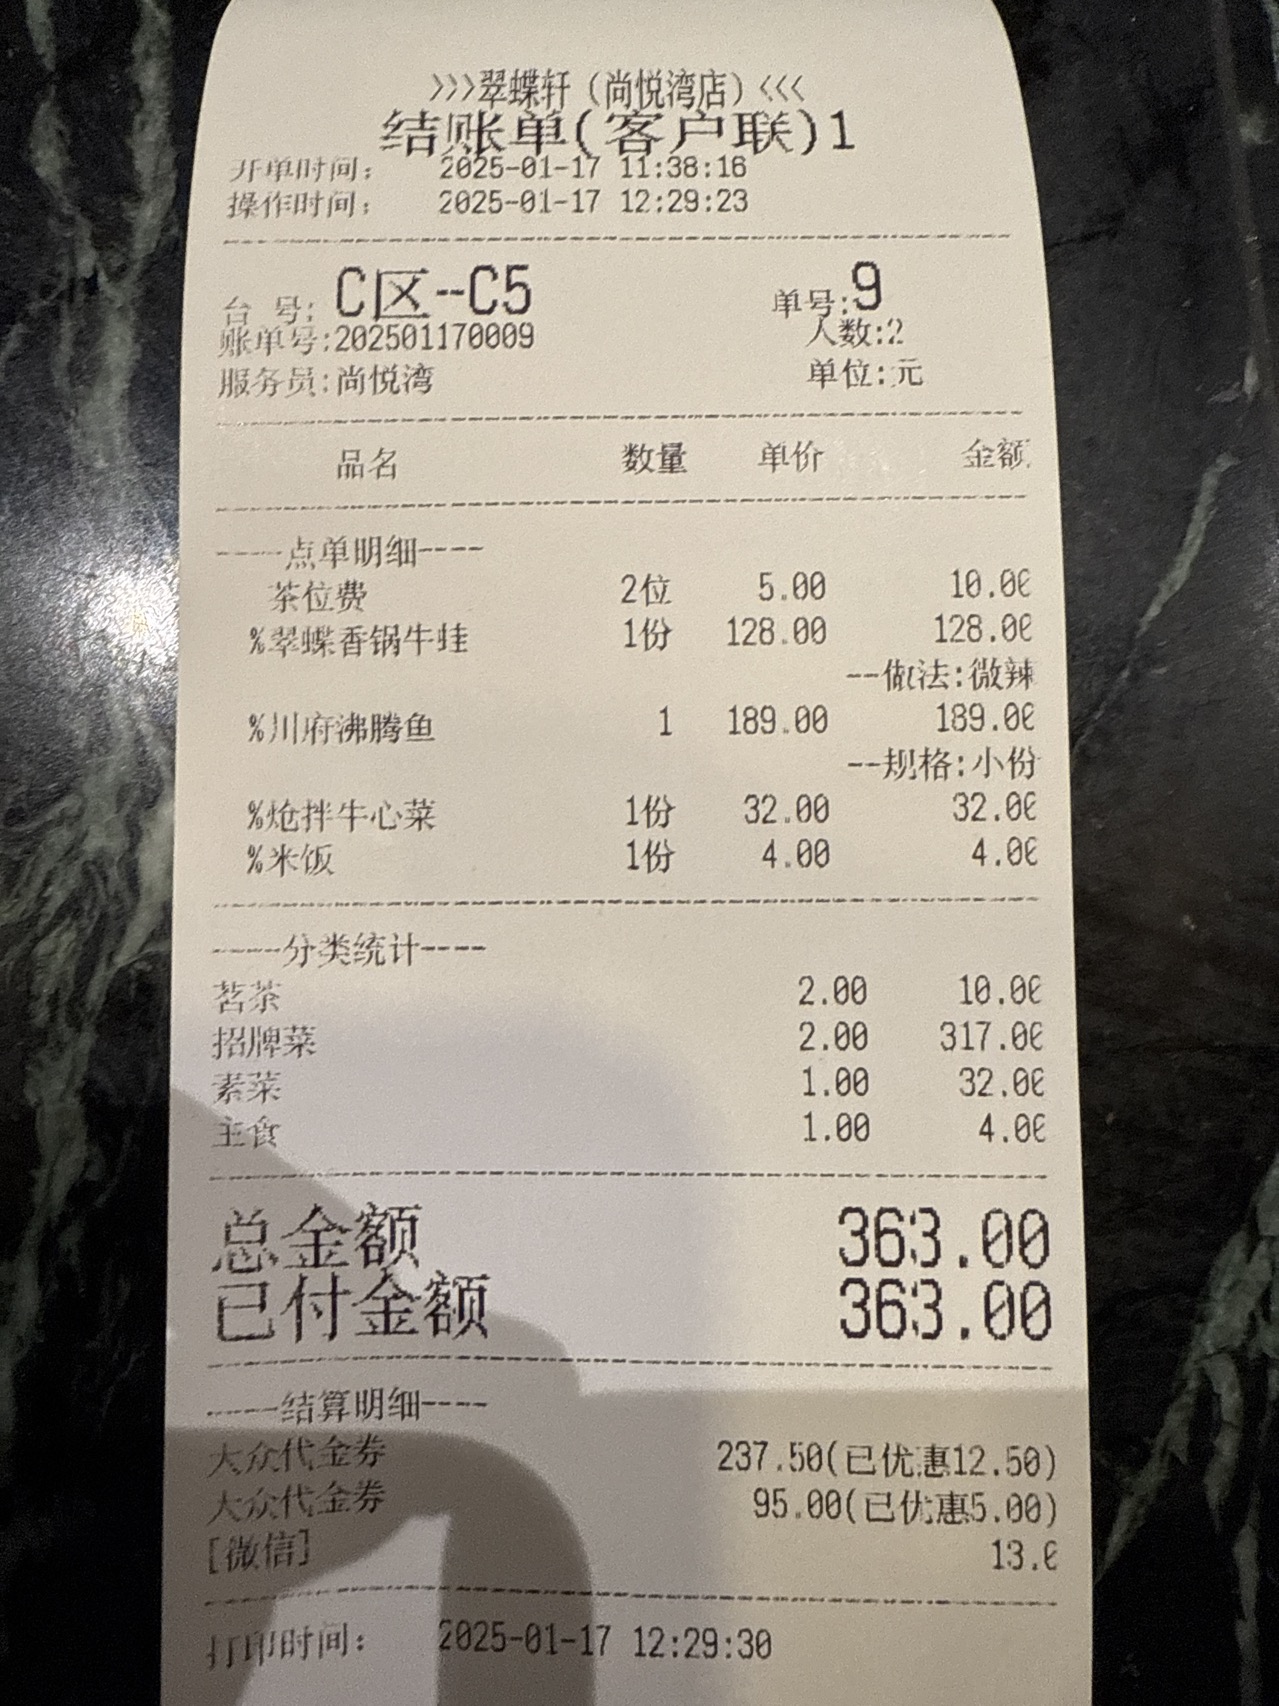 >>>翠蝶轩（尚悦湾店）<<<
结账单(客户联)1
开单时间： 2025-01-17 11:38:16
操作时间： 2025-01-17 12:29:23
台 号: C区--C5 单号:9
账单号:202501170009 人数:2
服务员:尚悦湾 单位:元
品名 数量 单价 金额
----点单明细----
茶位费 2位 5.00 10.00
%翠蝶香锅牛蛙 1份 128.00 128.00
--做法:微辣
%川府沸腾鱼 1 189.00 189.00
--规格:小份
%炝拌牛心菜 1份 32.00 32.00
%米饭 1份 4.00 4.00
----分类统计----
茗茶 2.00 10.00
招牌菜 2.00 317.00
素菜 1.00 32.00
主食 1.00 4.00
总金额 363.00
已付金额 363.00
----结算明细----
大众代金券 237.50(已优惠12.50)
大众代金券 95.00(已优惠5.00)
[微信] 13.0
打印时间： 2025-01-17 12:29:30